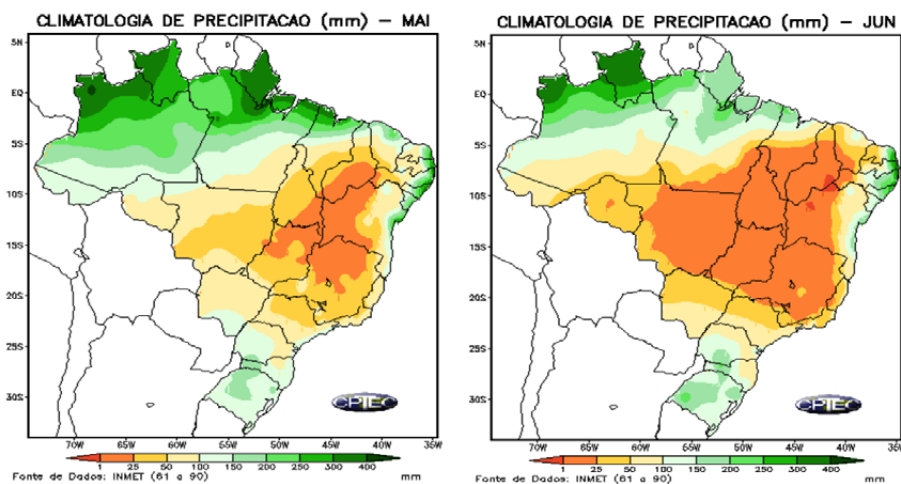 CLIMATOLOGIA DE PRECIPITACAO (mm) – MAI
5N
EQ
5S
10S
15S
20S
25S
30S
70W 65W 60W 55W 50W 45W 40W 35W
CPTEC
1 25 50 100 150 200 250 300 400
Fonte de Dados: INMET (61 a 90) mm
CLIMATOLOGIA DE PRECIPITACAO (mm) – JUN
5N
EQ
5S
10S
15S
20S
25S
30S
70W 65W 60W 55W 50W 45W 40W 35W
CPTEC
1 25 50 100 150 200 250 300 400
Fonte de Dados: INMET (61 a 90) mm